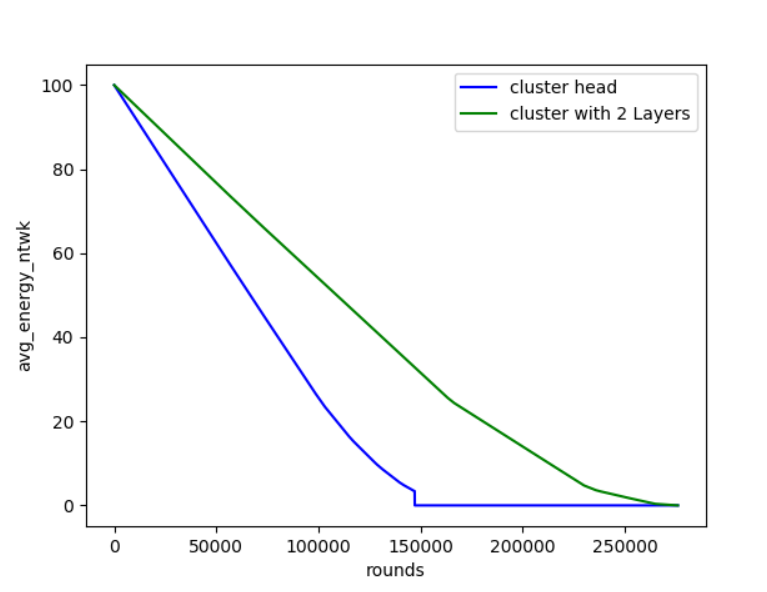 cluster head
cluster with 2 Layers
100
80
60
40
20
0
avg_energy_ntwk
0 50000 100000 150000 200000 250000
rounds